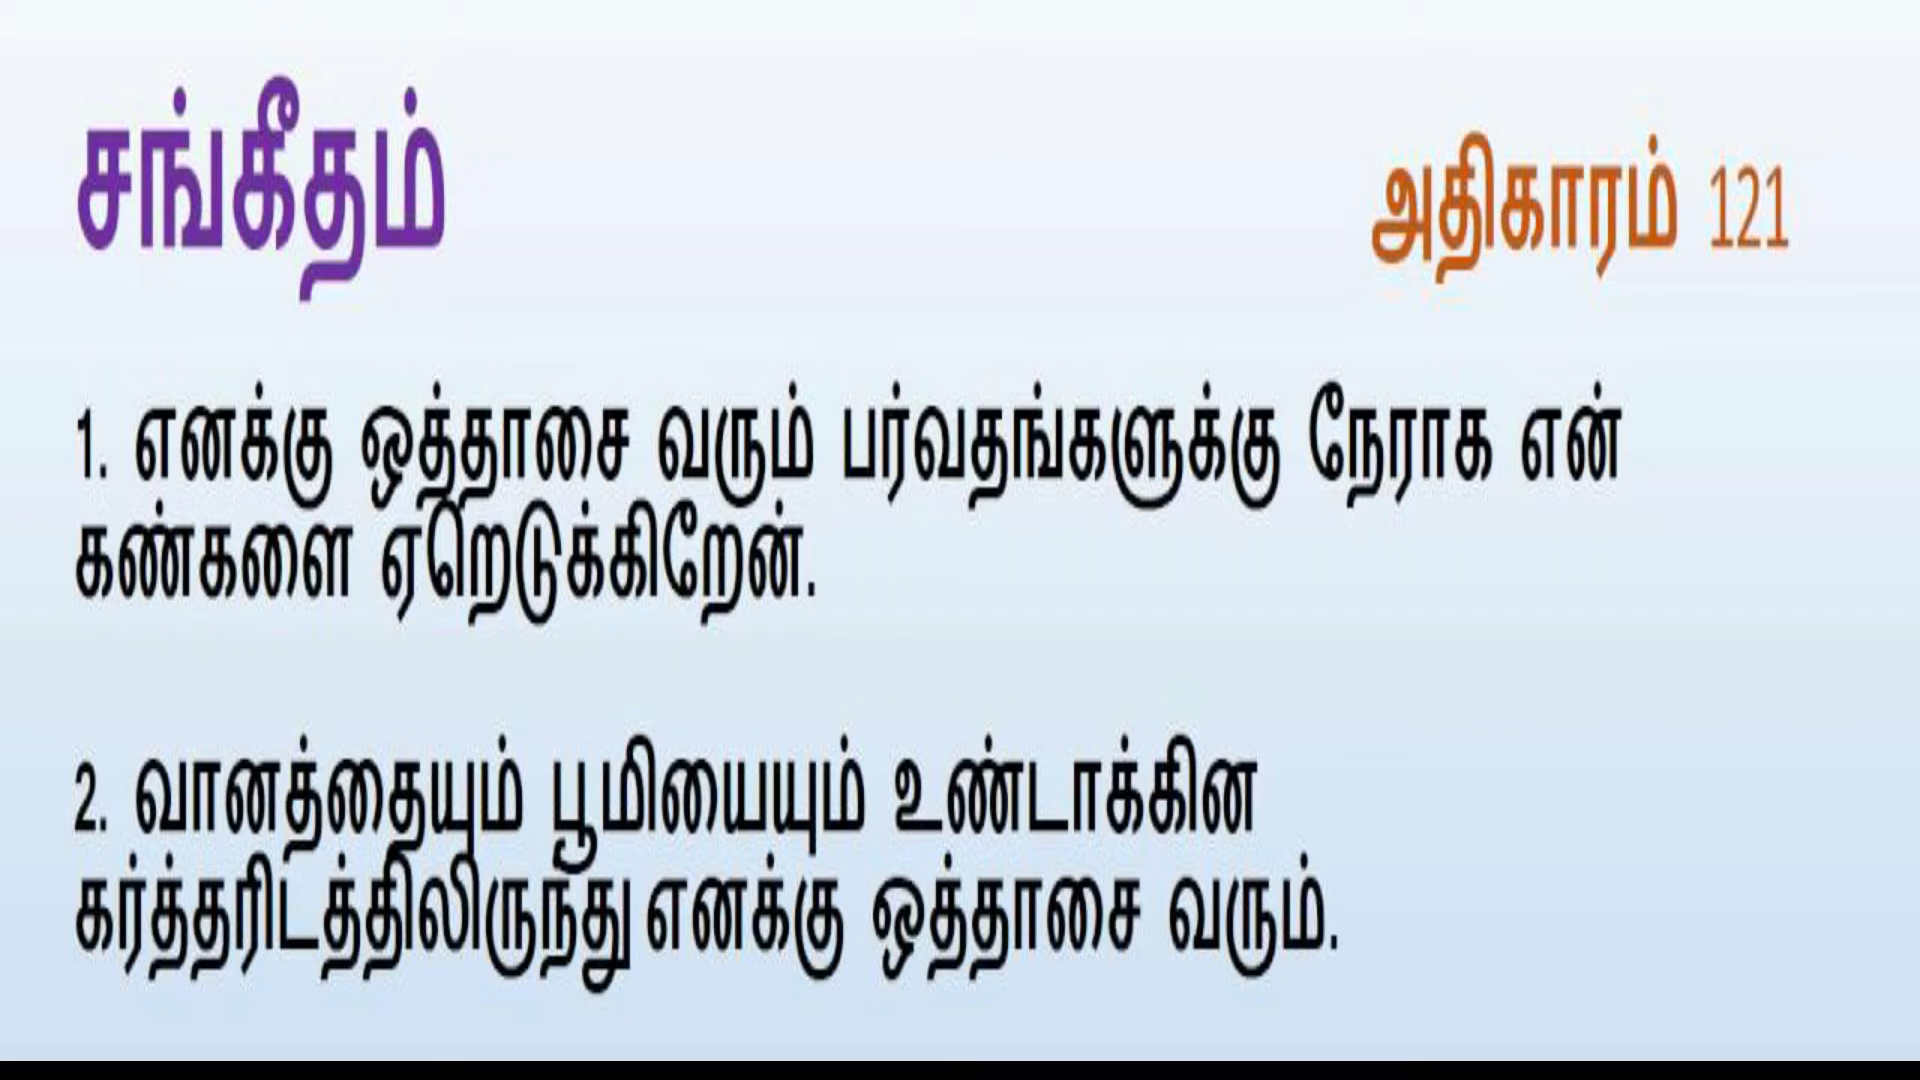 சங்கீதம்
அதிகாரம் 121
1. எனக்கு ஒத்தாசை வரும் பர்வதங்களுக்கு நேராக என்
கண்களை ஏறெடுக்கிறேன்.
2. வானத்தையும் பூமியையும் உண்டாக்கின
கர்த்தரிடத்திலிருந்து எனக்கு ஒத்தாசை வரும்.